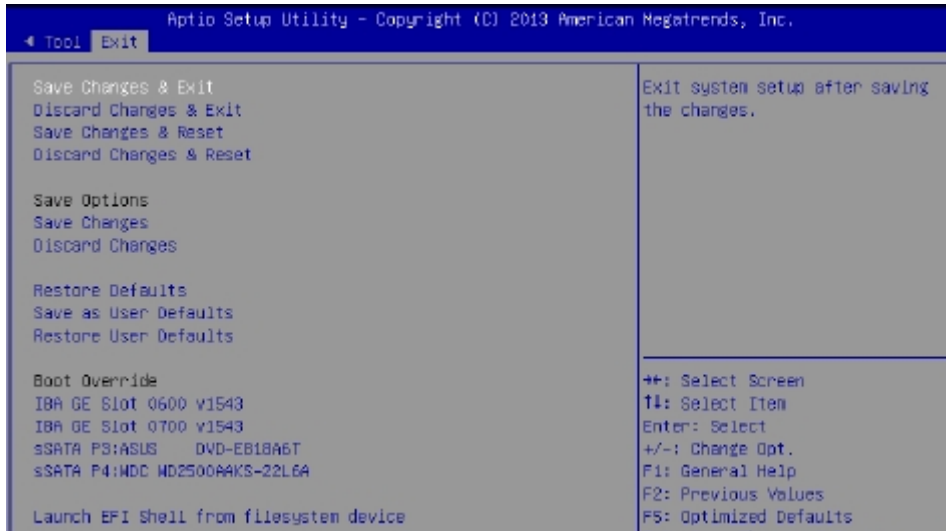 Aptio Setup Utility - Copyright (C) 2013 American Megatrends, Inc.
Tool Exit
Save Changes & Exit
Discard Changes & Exit
Save Changes & Reset
Discard Changes & Reset
Save Options
Save Changes
Discard Changes
Restore Defaults
Save as User Defaults
Restore User Defaults
Boot Override
IBA GE Slot 0600 v1543
IBA GE Slot 0700 v1543
sSATA P3:ASUS DVD-E818A6T
sSATA P4:WDC WD2500AAKS-22L6A
Launch EFI Shell from filesystem device
Exit system setup after saving
the changes.
→←: Select Screen
↑↓: Select Item
Enter: Select
+/-: Change Opt.
F1: General Help
F2: Previous Values
F5: Optimized Defaults